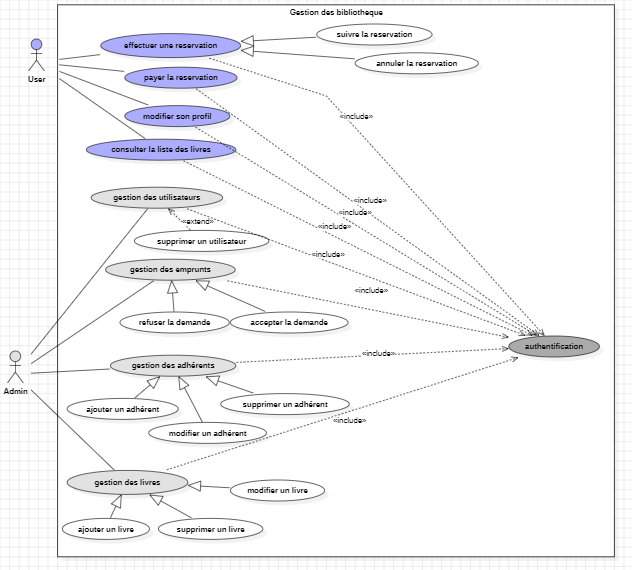 Gestion des bibliotheque
suivre la reservation
effectuer une reservation
annuler la reservation
User
payer la reservation
modifier son profil
«include»
consulter la liste des livres
gestion des utilisateurs
«include»
«include»
«extend»
«include»
supprimer un utilisateur
«include»
gestion des emprunts
«include»
refuser la demande
accepter la demande
authentification
«include»
gestion des adhérents
Admin
ajouter un adhérent
supprimer un adhérent
«include»
modifier un adhérent
gestion des livres
modifier un livre
ajouter un livre
supprimer un livre